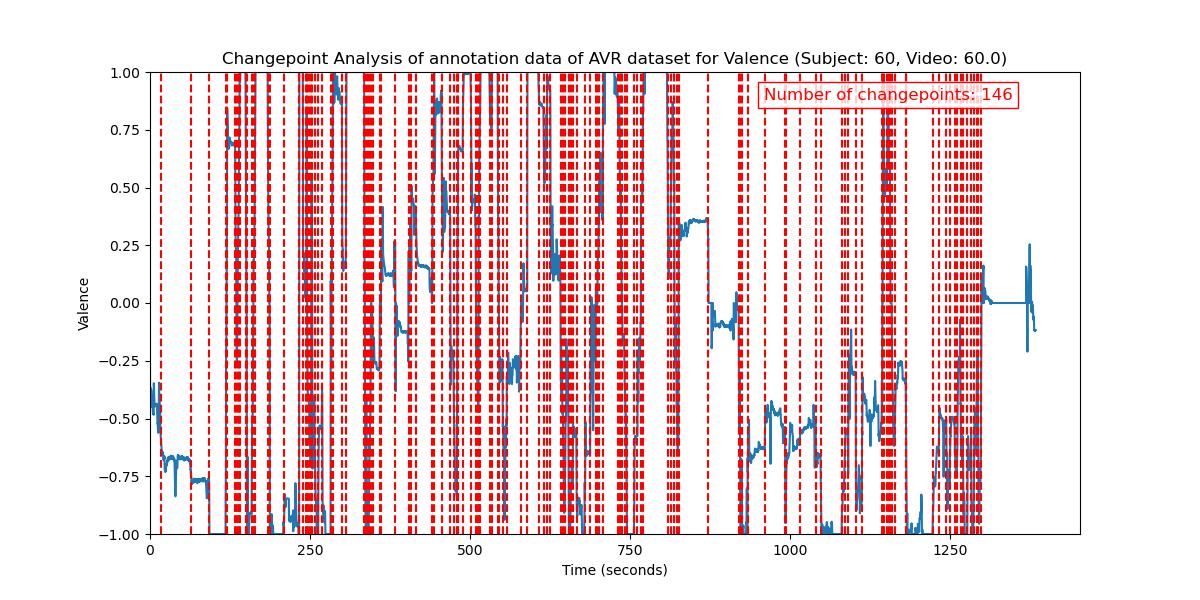 Changepoint Analysis of annotation data of AVR dataset for Valence (Subject: 60, Video: 60.0)
Number of changepoints: 146
1.00
0.75
0.50
0.25
0.00
−0.25
−0.50
−0.75
−1.00
Valence
0 250 500 750 1000 1250
Time (seconds)